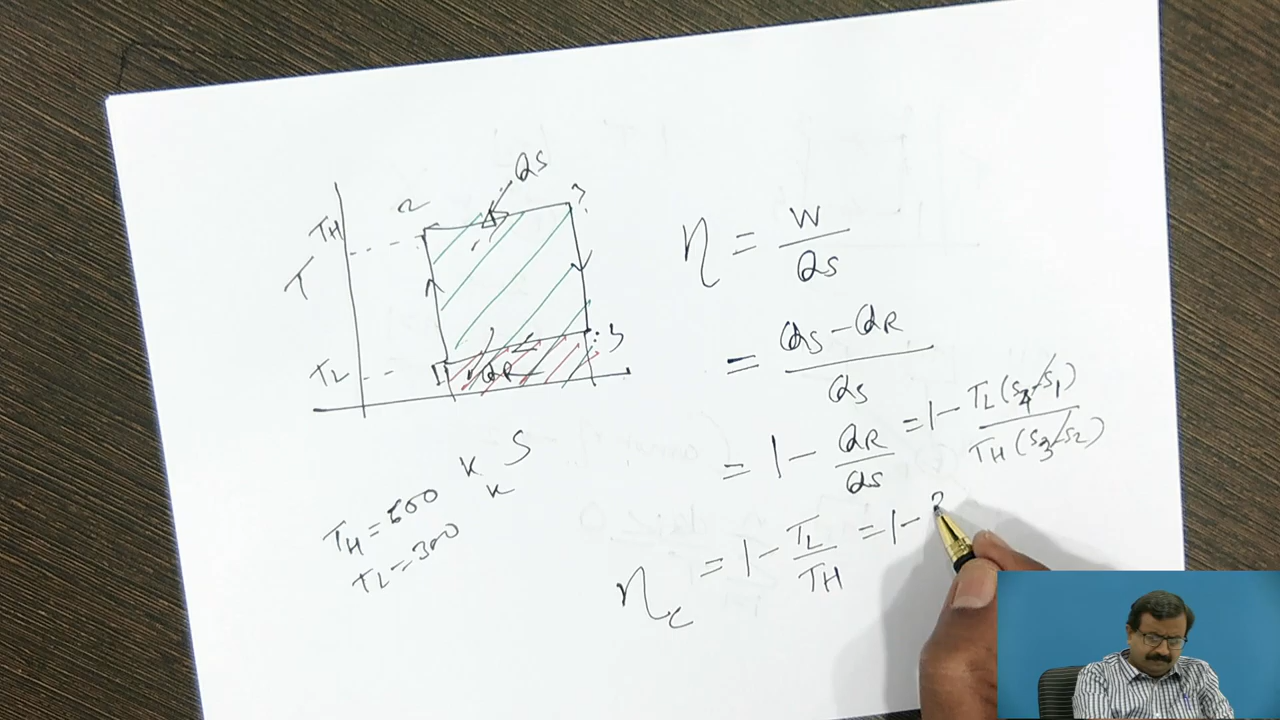 QS
2
3
TH
T
TL
1
QR
S
TH = 500 K
TL = 300 K
η = W / QS
= QS - QR / QS
= 1 - QR / QS = 1 - TL (S4 - S1) / TH (S3 - S2)
ηc = 1 - TL / TH = 1 -